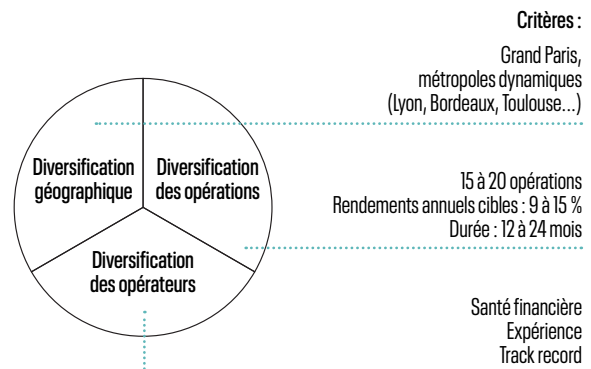 Critères :
Grand Paris,
métropoles dynamiques
(Lyon, Bordeaux, Toulouse...)
Diversification
géographique
Diversification
des opérations
15 à 20 opérations
Rendements annuels cibles : 9 à 15 %
Durée : 12 à 24 mois
Diversification
des opérateurs
Santé financière
Expérience
Track record